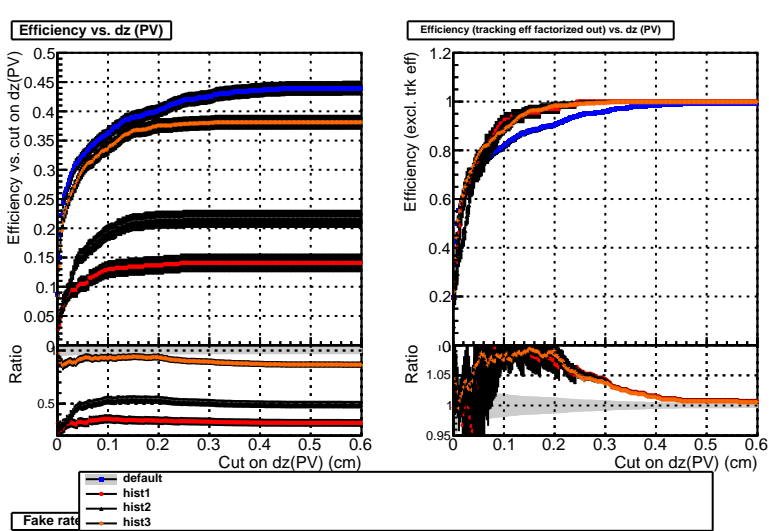 Efficiency vs. dz (PV)
Efficiency vs. cut on dz(PV)
0.5
0.45
0.4
0.35
0.3
0.25
0.2
0.15
0.1
0.05
0
Ratio
1
0.5
0 0.1 0.2 0.3 0.4 0.5 0.6
Cut on dz(PV) (cm)
Efficiency (tracking eff factorized out) vs. dz (PV)
Efficiency (excl. trk eff)
1.2
1
0.8
0.6
0.4
0.2
0
Ratio
1.05
0.95
0 0.1 0.2 0.3 0.4 0.5 0.6
Cut on dz(PV) (cm)
Fake rate
default
hist1
hist2
hist3